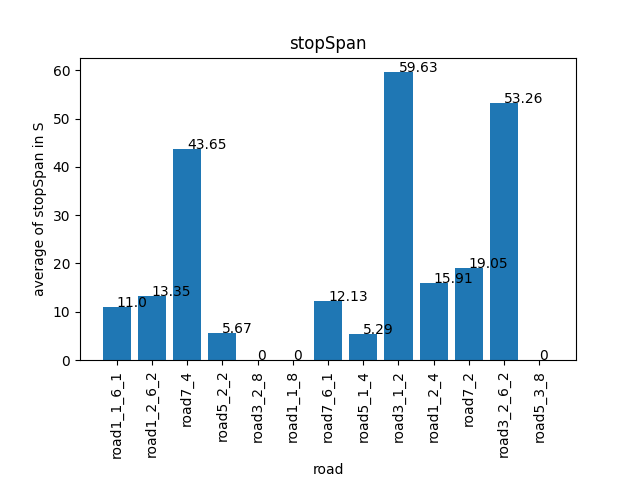 stopSpan
average of stopSpan in S
60
50
40
30
20
10
0
11.0
13.35
43.65
5.67
0
0
12.13
5.29
59.63
15.91
19.05
53.26
0
road1_1_6_1
road1_2_6_2
road7_4
road5_2_2
road3_2_8
road1_1_8
road7_6_1
road5_1_4
road3_1_2
road1_2_4
road7_2
road3_2_6_2
road5_3_8
road